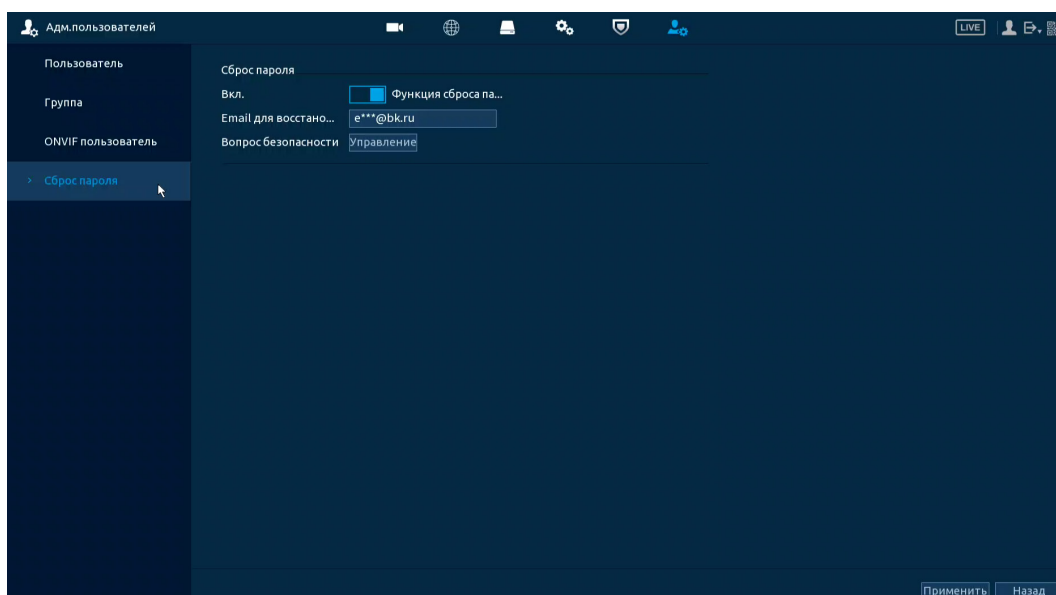 Адм.пользователей
LIVE
Пользователь
Группа
ONVIF пользователь
Сброс пароля
Сброс пароля
Вкл. Функция сброса па...
Email для восстано... e***@bk.ru
Вопрос безопасности Управление
Применить Назад